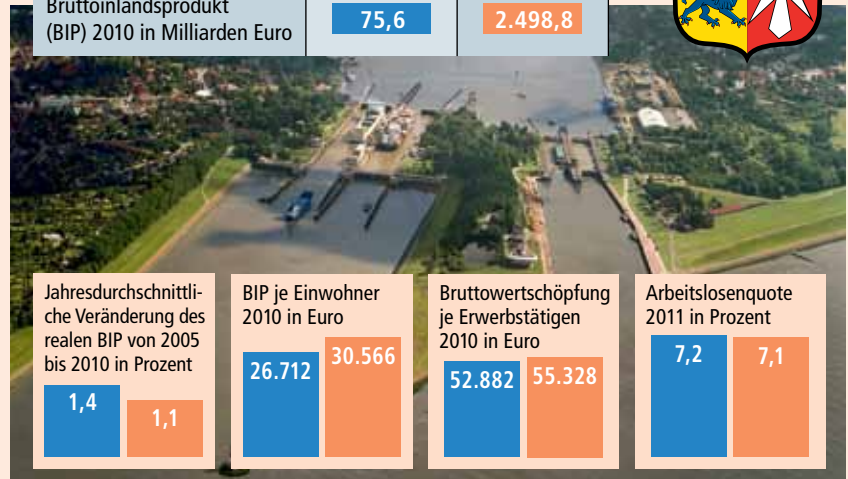 Bruttoinlandsprodukt
(BIP) 2010 in Milliarden Euro
75,6
2.498,8
Jahresdurchschnittli-
che Veränderung des
realen BIP von 2005
bis 2010 in Prozent
1,4
1,1
BIP je Einwohner
2010 in Euro
26.712
30.566
Bruttowertschöpfung
je Erwerbstätigen
2010 in Euro
52.882
55.328
Arbeitslosenquote
2011 in Prozent
7,2
7,1